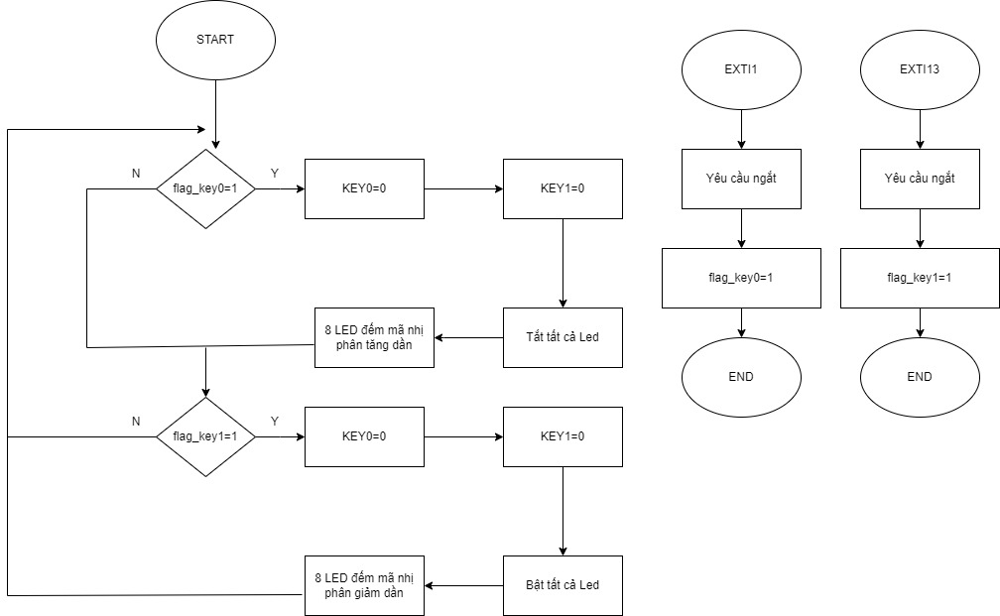 START
EXTI1
EXTI13
N
flag_key0=1
Y
KEY0=0
KEY1=0
Yêu cầu ngắt
Yêu cầu ngắt
flag_key0=1
flag_key1=1
8 LED đếm mã nhị
phân tăng dần
Tắt tất cả Led
END
END
N
flag_key1=1
Y
KEY0=0
KEY1=0
8 LED đếm mã nhị
phân giảm dần
Bật tất cả Led